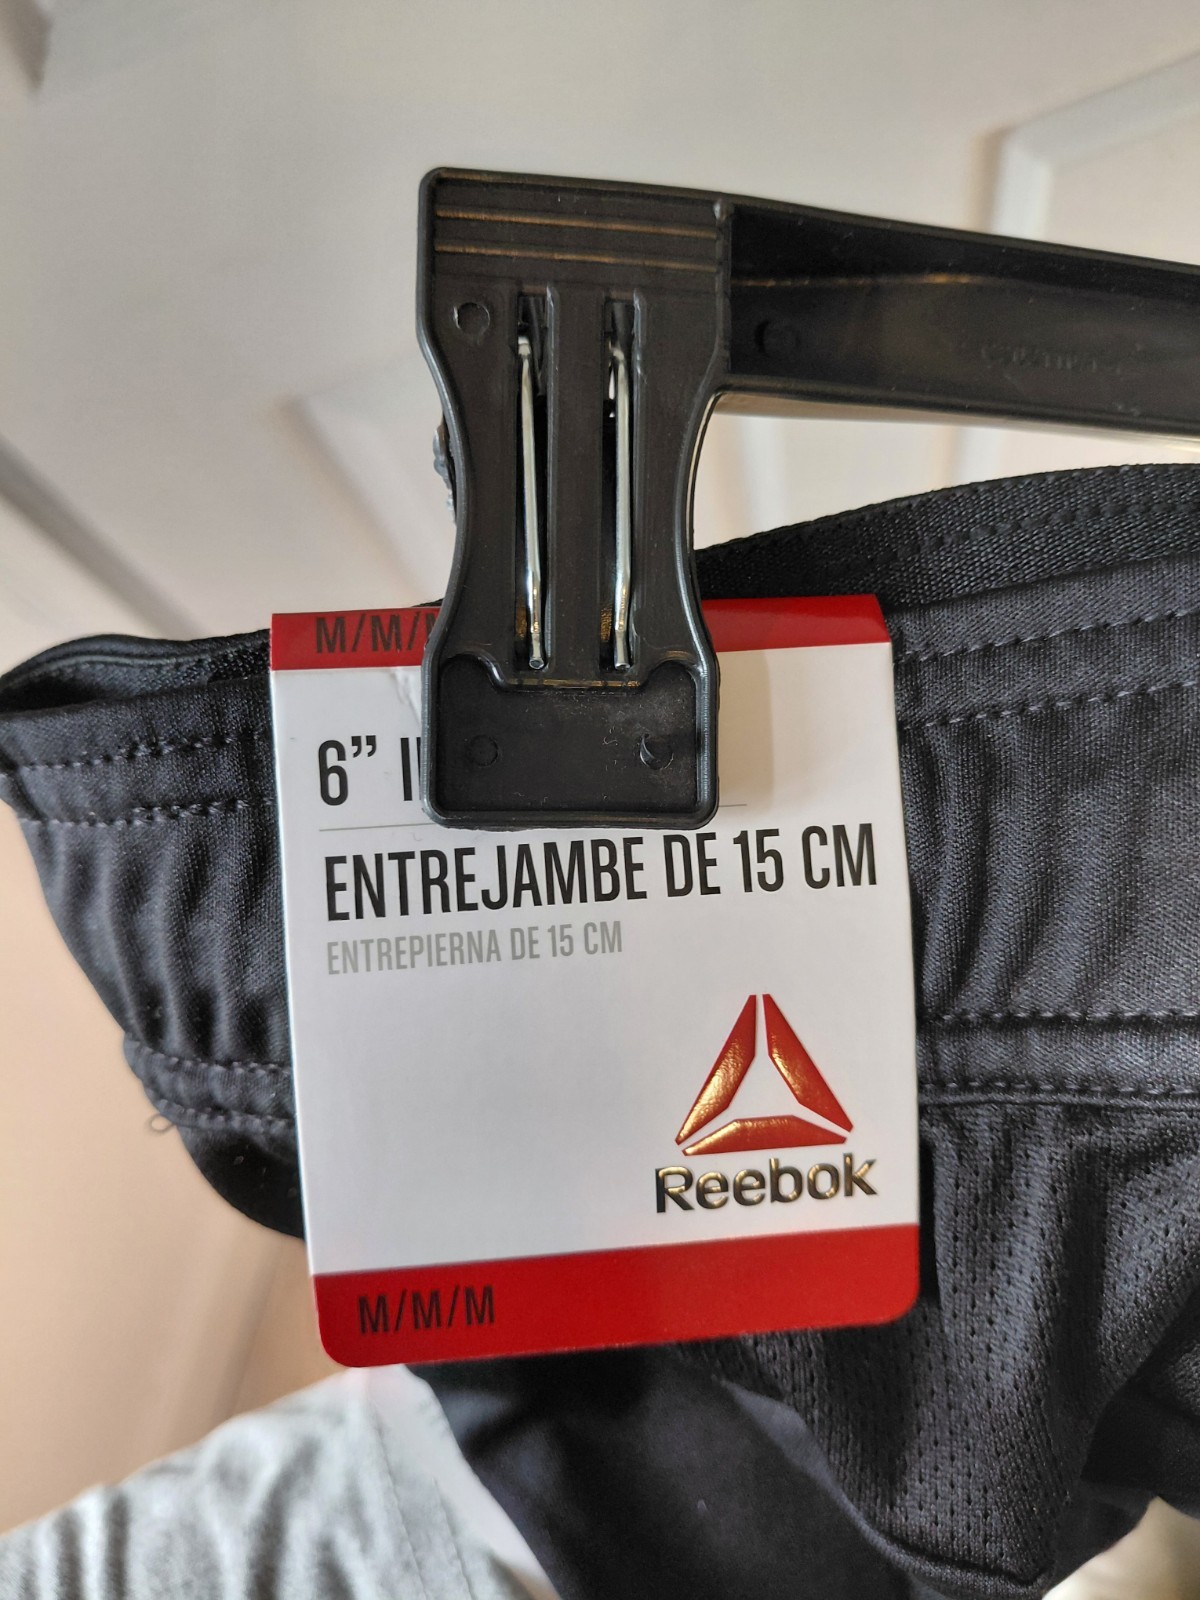 M/M/
6" I
ENTREJAMBE DE 15 CM
ENTREPIERNA DE 15 CM
Reebok
M/M/M